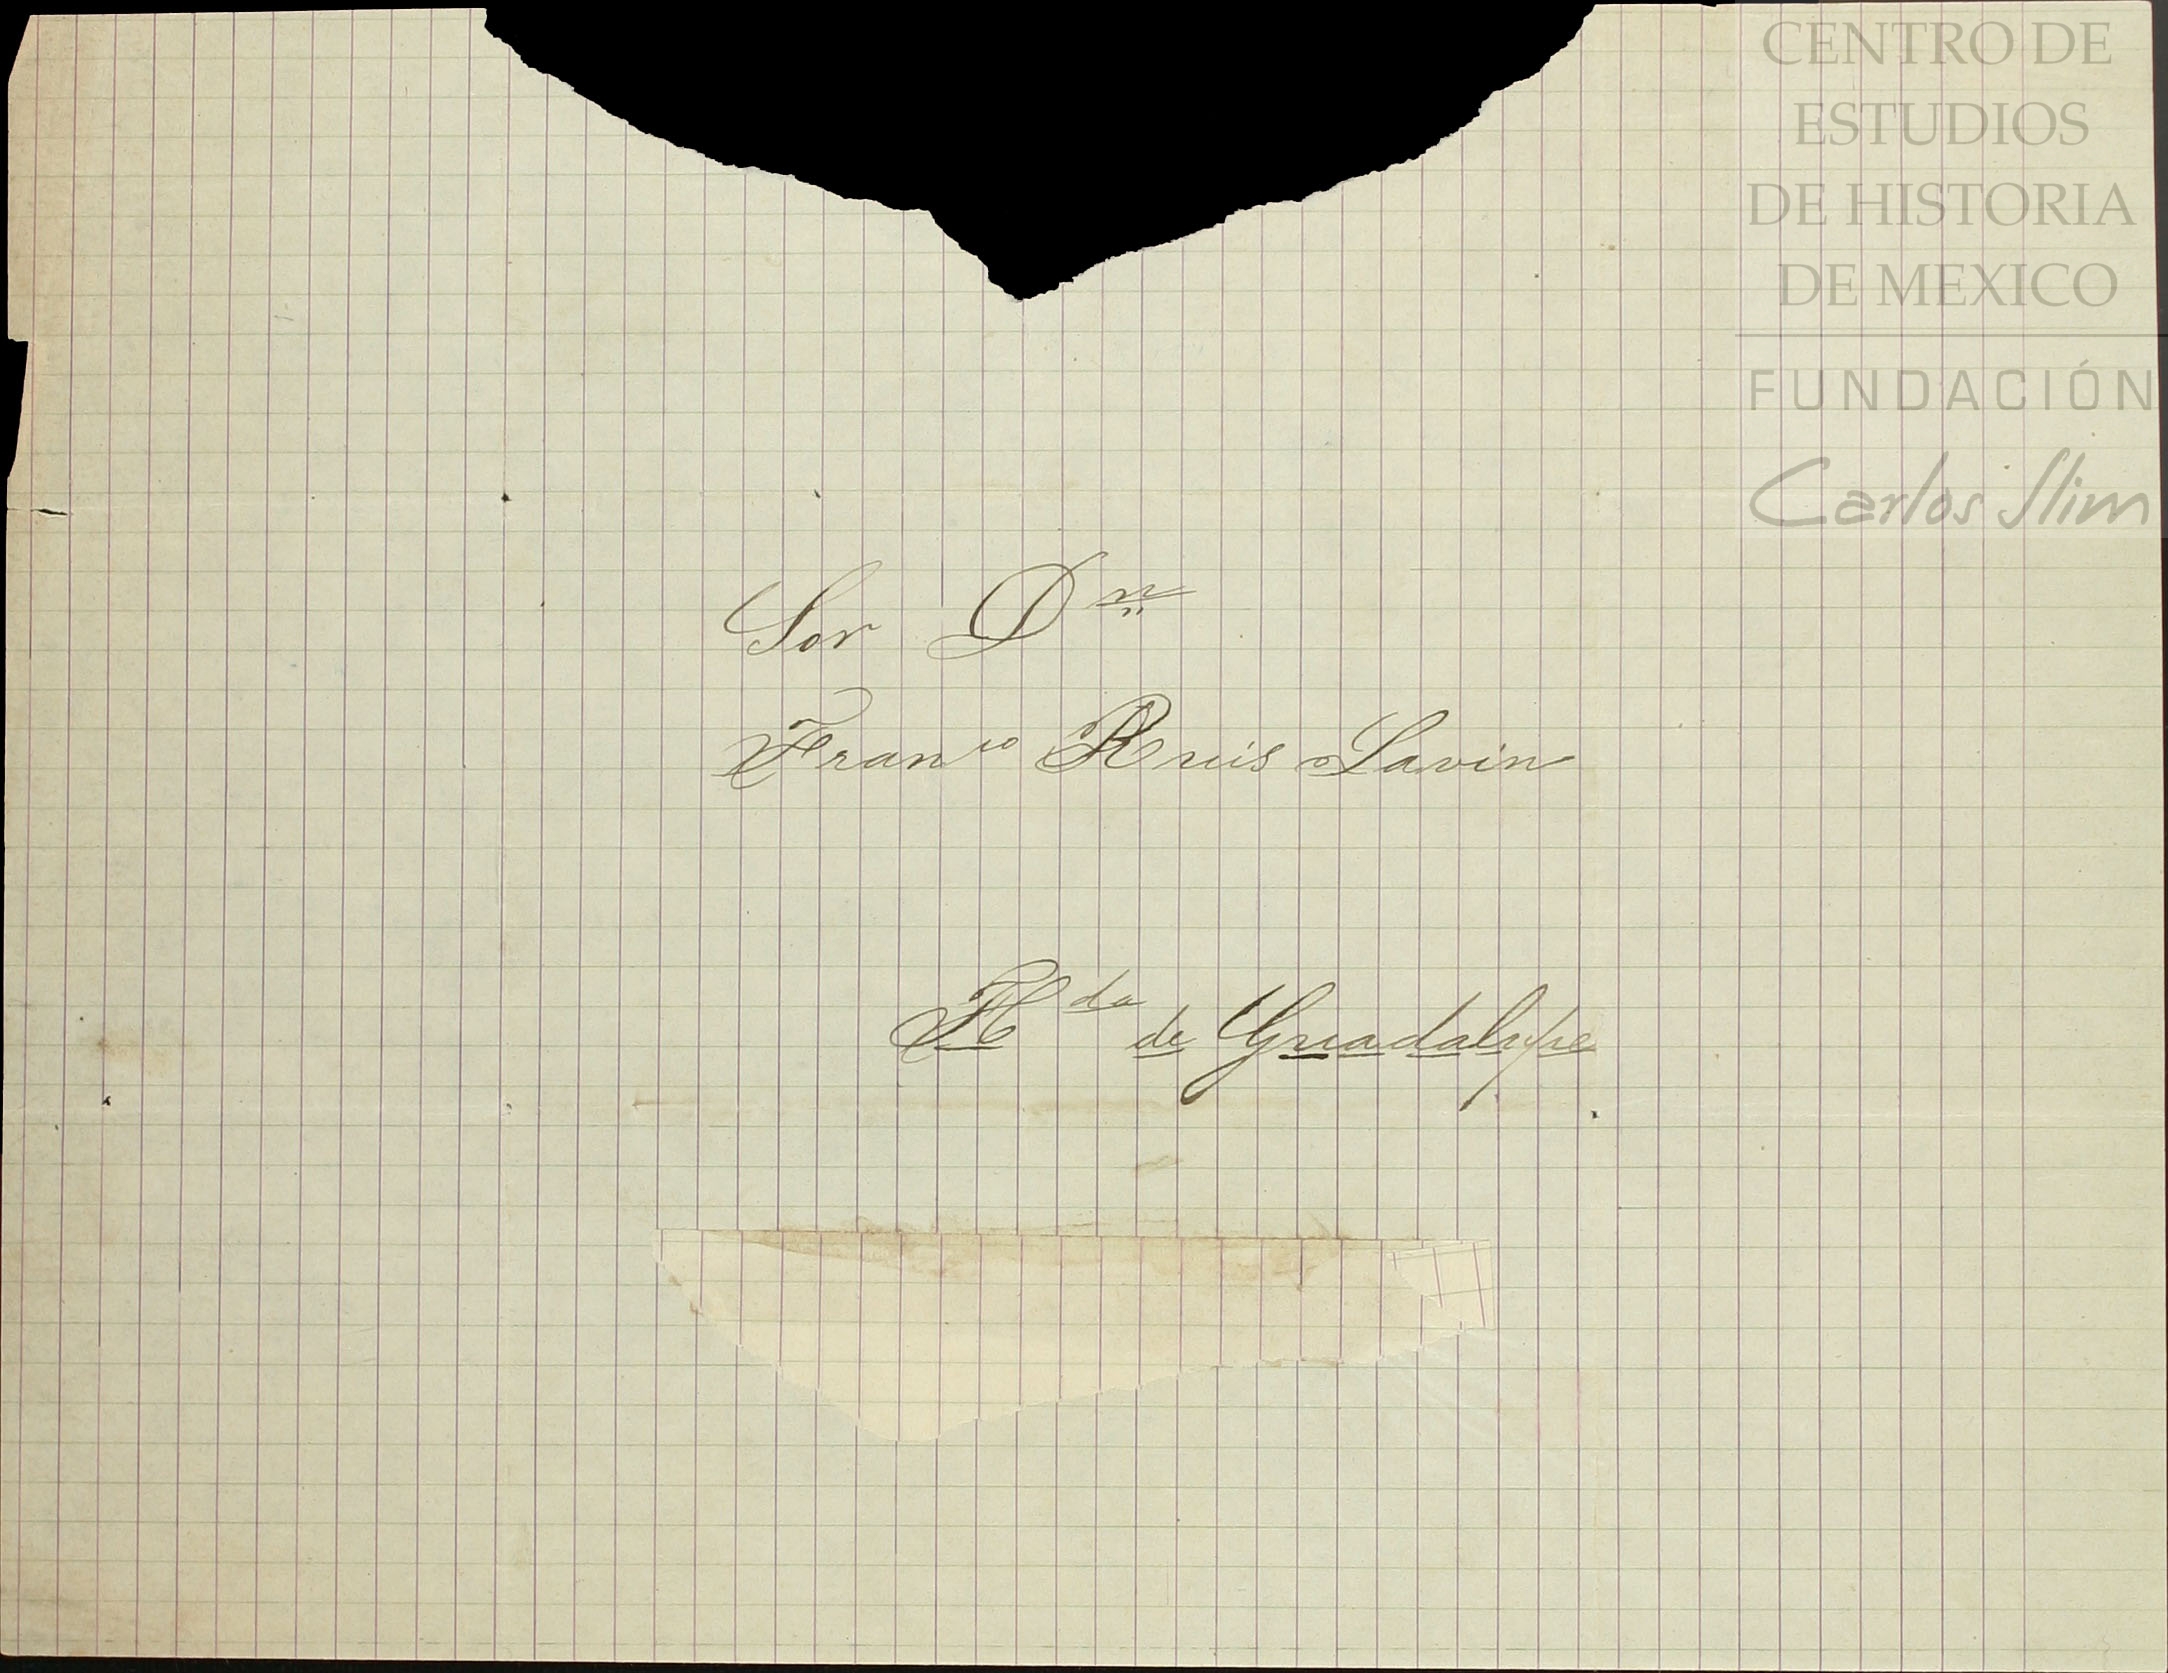 CENTRO DE
ESTUDIOS
DE HISTORIA
DE MEXICO
FUNDACIÓN
Carlos Slim
Sor Dn
Franco Ruis Lavin
Hda de Guadalupe